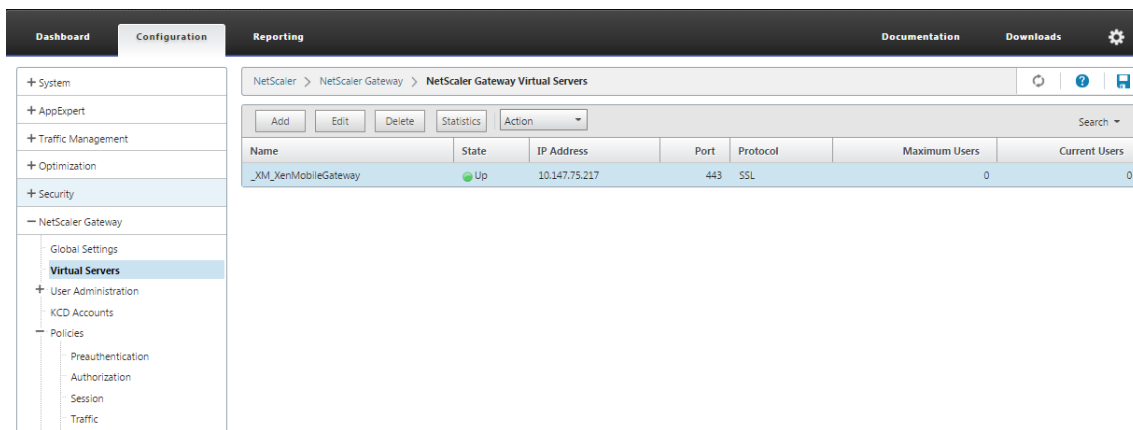 Dashboard Configuration Reporting Documentation Downloads
+ System
+ AppExpert
+ Traffic Management
+ Optimization
+ Security
− NetScaler Gateway
Global Settings
Virtual Servers
+ User Administration
KCD Accounts
− Policies
Preauthentication
Authorization
Session
Traffic
NetScaler > NetScaler Gateway > NetScaler Gateway Virtual Servers ?
Add Edit Delete Statistics Action Search
Name State IP Address Port Protocol Maximum Users Current Users
_XM_XenMobileGateway Up 10.147.75.217 443 SSL 0 0